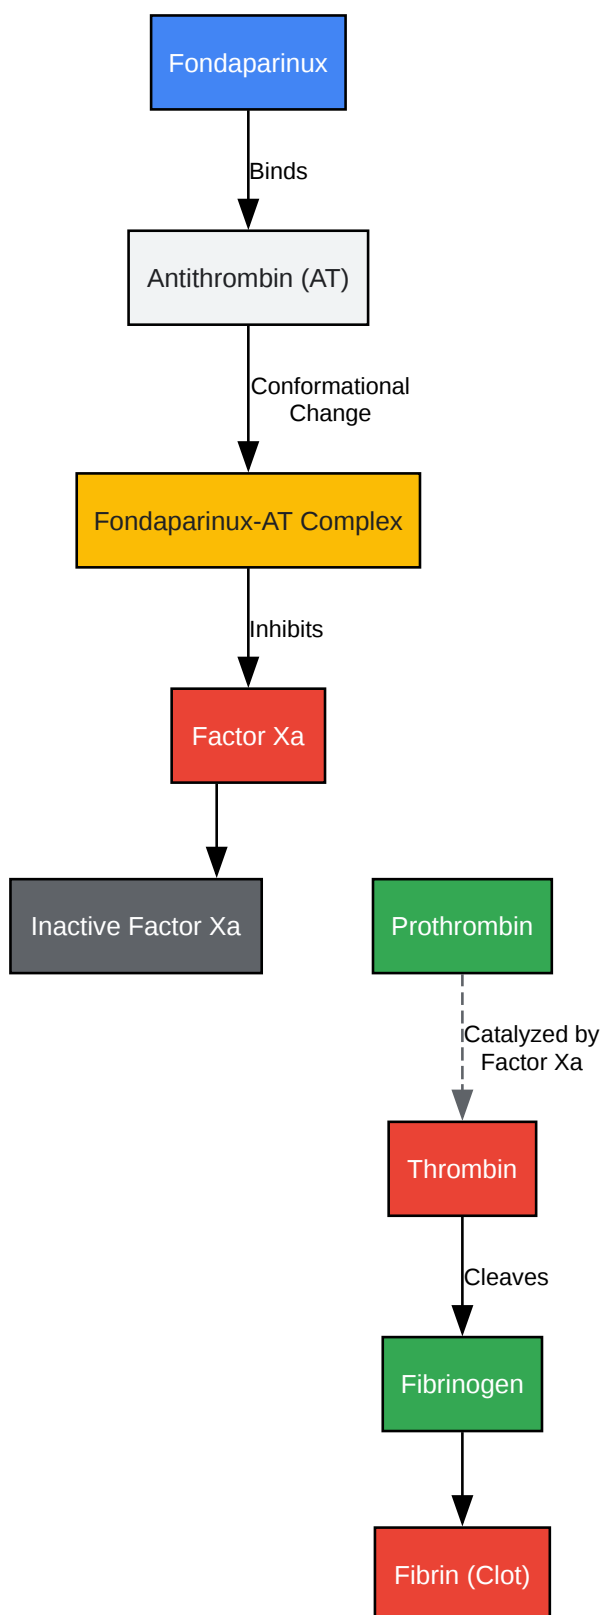 Fondaparinux
Binds
Antithrombin (AT)
Conformational
Change
Fondaparinux-AT Complex
Inhibits
Factor Xa
Inactive Factor Xa
Prothrombin
Catalyzed by
Factor Xa
Thrombin
Cleaves
Fibrinogen
Fibrin (Clot)